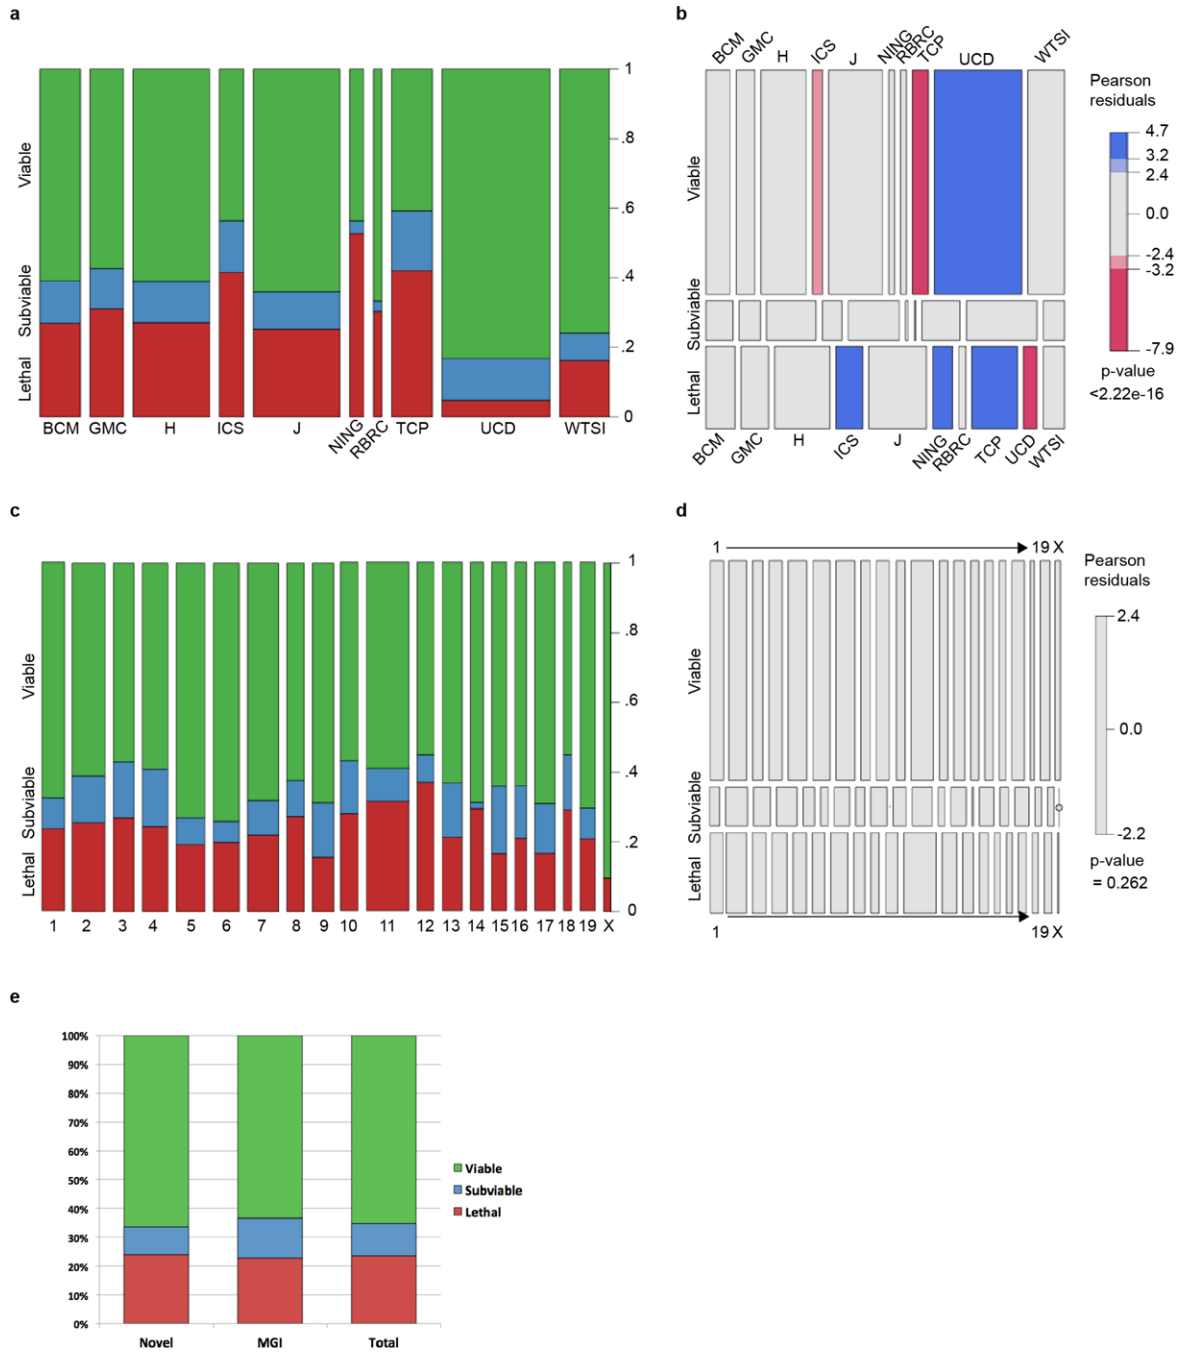 a
Viable
Subviable
Lethal
1
.8
.6
.4
.2
0
BCM GMC H ICS J NING RBRC TCP UCD WTSI
b
BCM GMC H ICS J NING RBRC TCP UCD WTSI
Viable
Subviable
Lethal
BCM GMC H ICS J NING RBRC TCP UCD WTSI
Pearson
residuals
4.7
3.2
2.4
0.0
-2.4
-3.2
-7.9
p-value
<2.22e-16
c
Viable
Subviable
Lethal
1
.8
.6
.4
.2
0
1 2 3 4 5 6 7 8 9 10 11 12 13 14 15 16 17 18 19 X
d
1 19 X
Viable
Subviable
Lethal
1 19 X
Pearson
residuals
2.4
0.0
-2.2
p-value
= 0.262
e
100%
90%
80%
70%
60%
50%
40%
30%
20%
10%
0%
Novel MGI Total
Viable
Subviable
Lethal